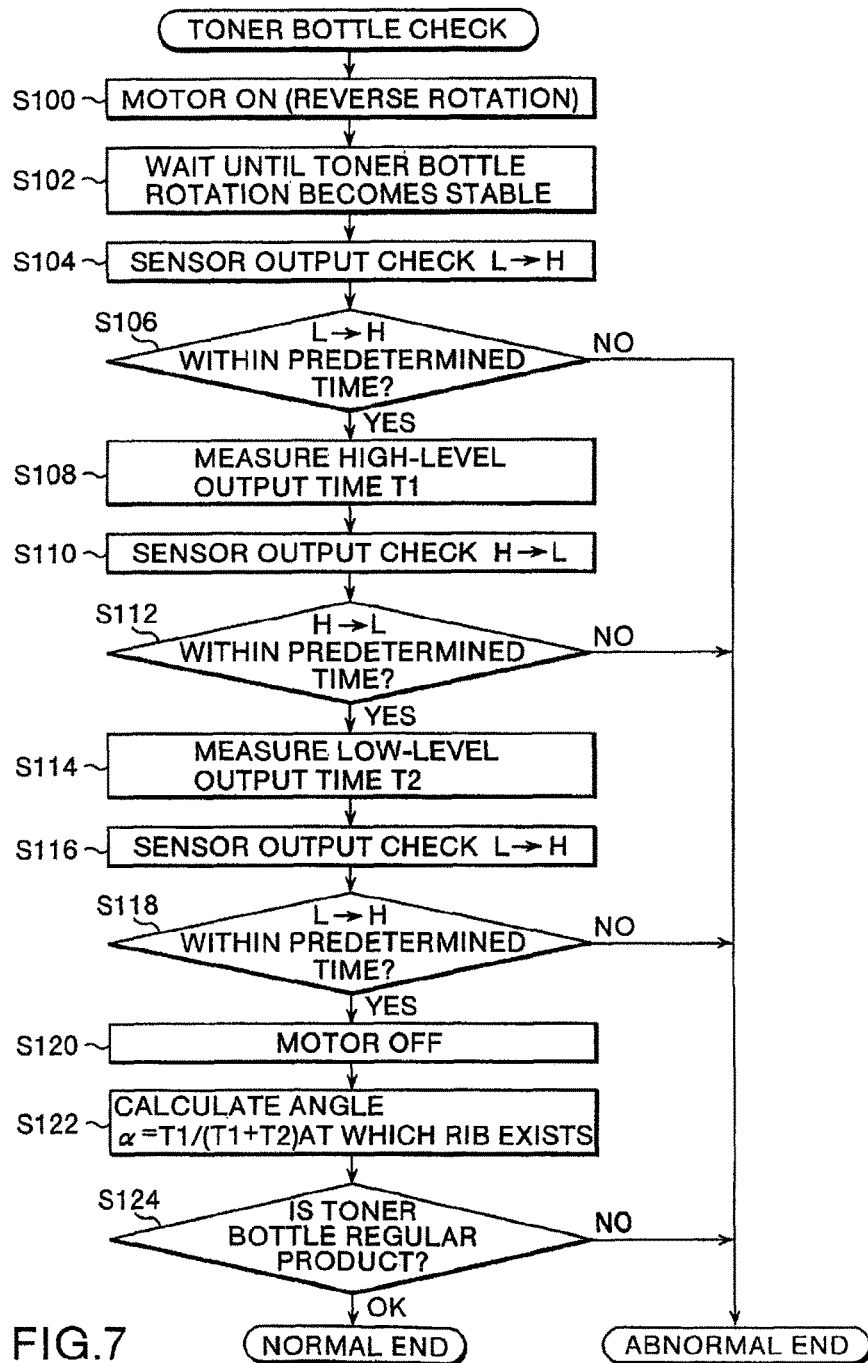 TONER BOTTLE CHECK
S100
MOTOR ON (REVERSE ROTATION)
S102
WAIT UNTIL TONER BOTTLE
ROTATION BECOMES STABLE
S104
SENSOR OUTPUT CHECK L→H
S106
L→H
WITHIN PREDETERMINED
TIME?
NO
YES
S108
MEASURE HIGH-LEVEL
OUTPUT TIME T1
S110
SENSOR OUTPUT CHECK H→L
S112
H→L
WITHIN PREDETERMINED
TIME?
NO
YES
S114
MEASURE LOW-LEVEL
OUTPUT TIME T2
S116
SENSOR OUTPUT CHECK L→H
S118
L→H
WITHIN PREDETERMINED
TIME?
NO
YES
S120
MOTOR OFF
S122
CALCULATE ANGLE
α=T1/(T1+T2)AT WHICH RIB EXISTS
S124
IS TONER
BOTTLE REGULAR
PRODUCT?
NO
OK
FIG.7
NORMAL END
ABNORMAL END